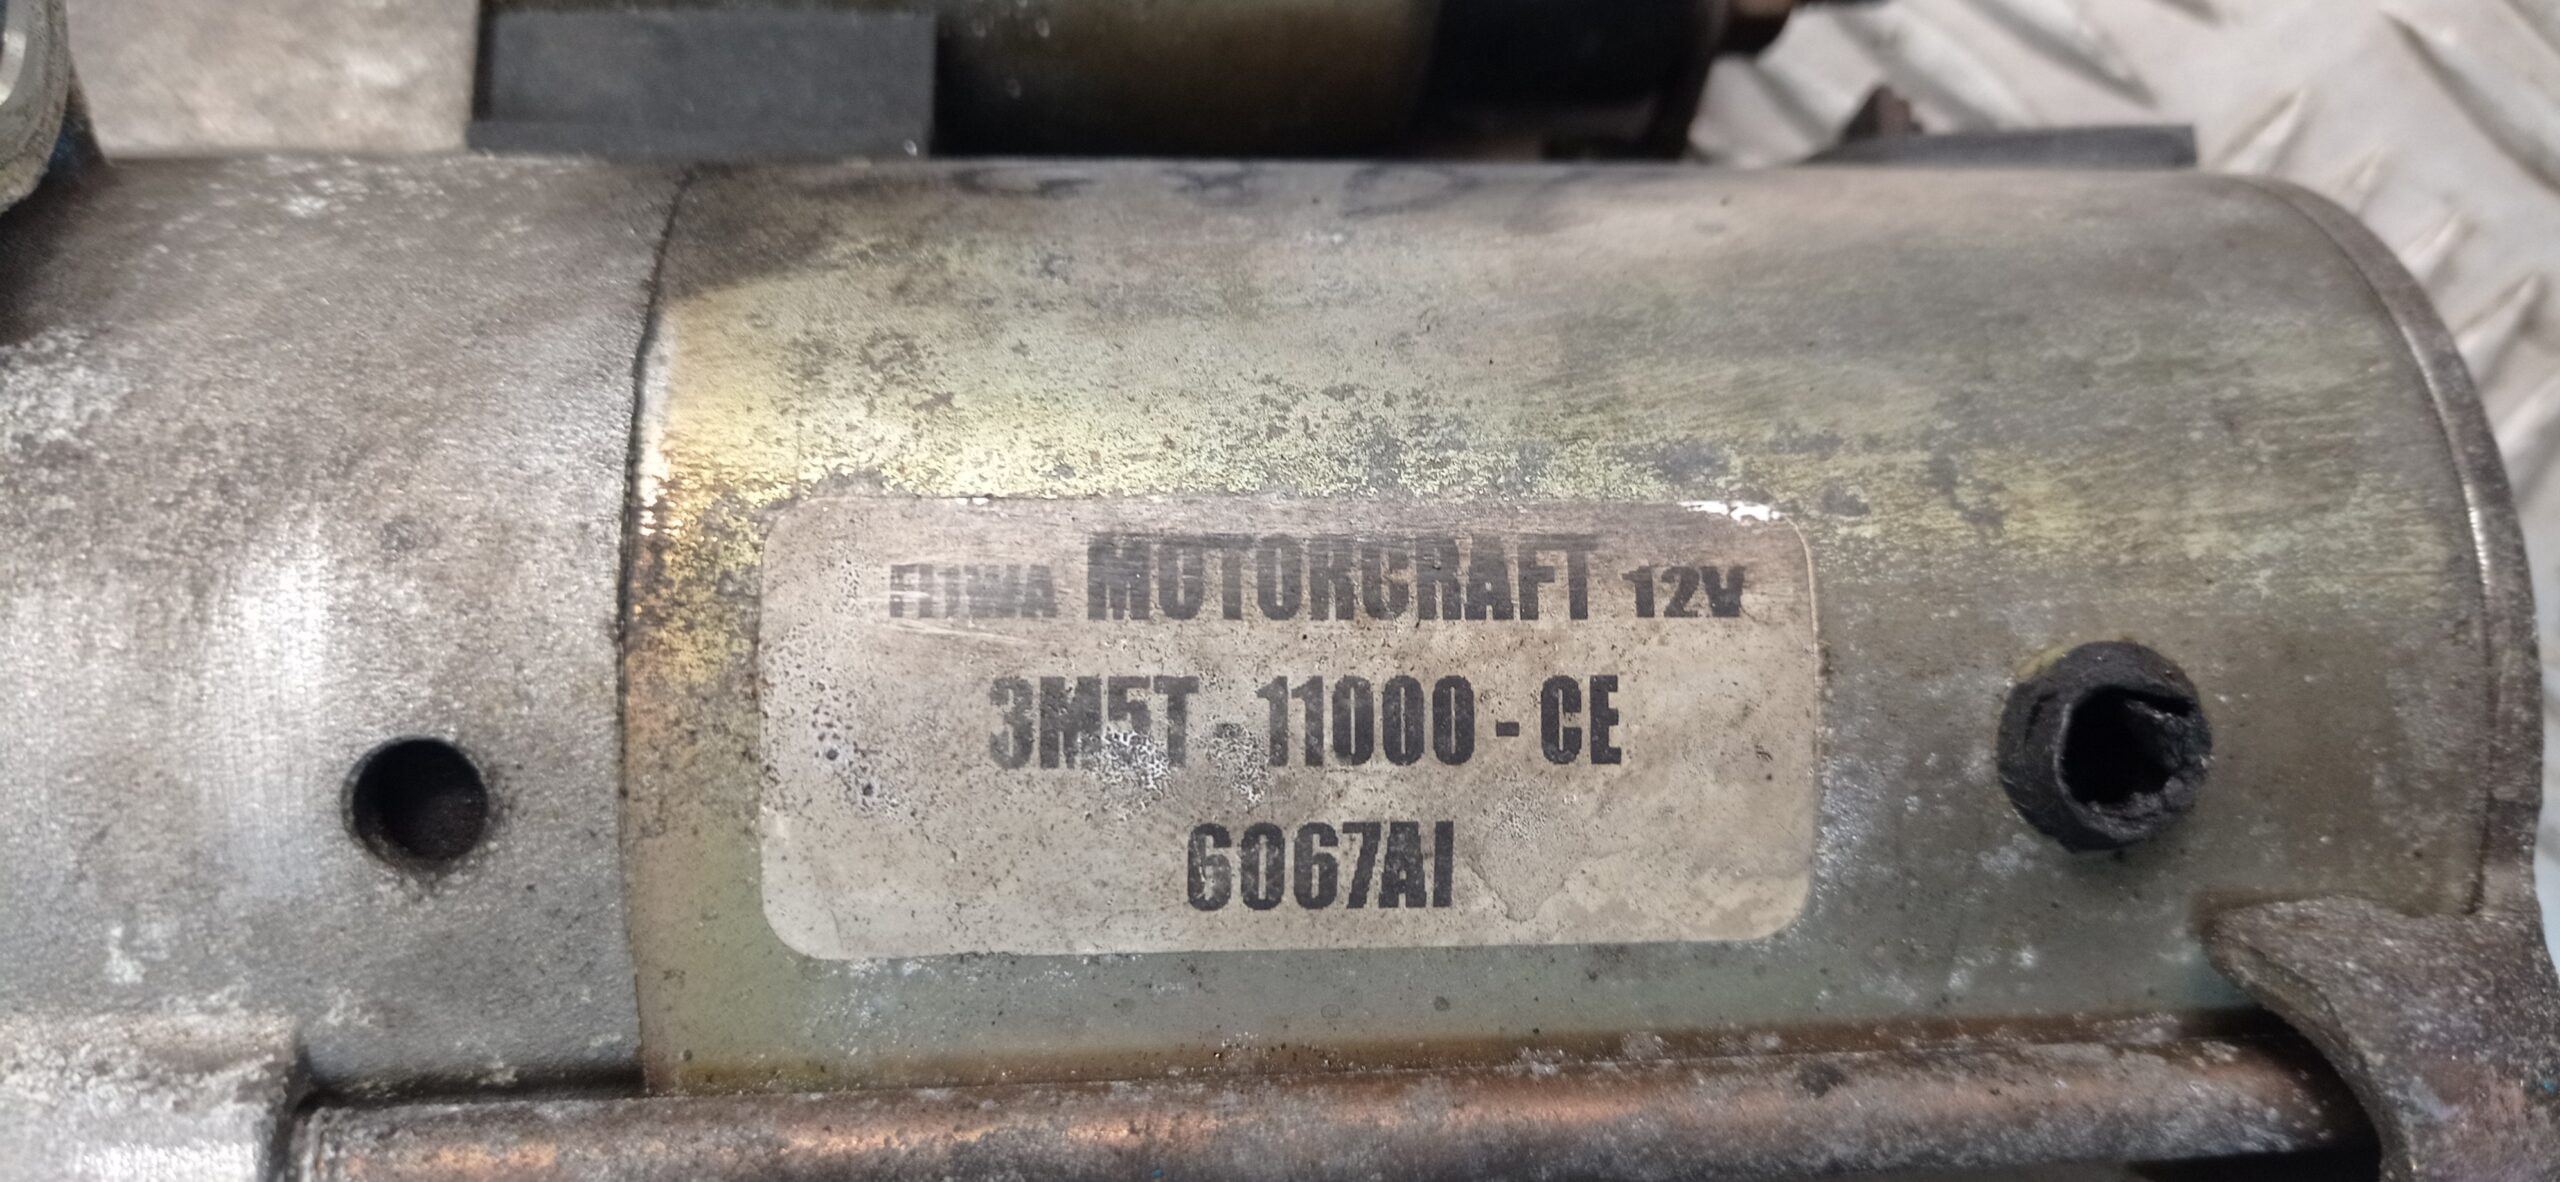 MOTORCRAFT 12V
3M5T - 11000 - CE
6067AI